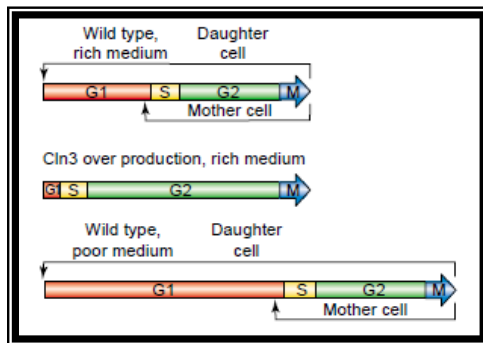 Wild type, Daughter
rich medium cell
G1 S G2 M
Mother cell
Cln3 over production, rich medium
G1 S G2 M
Wild type, Daughter
poor medium cell
G1 S G2 M
Mother cell